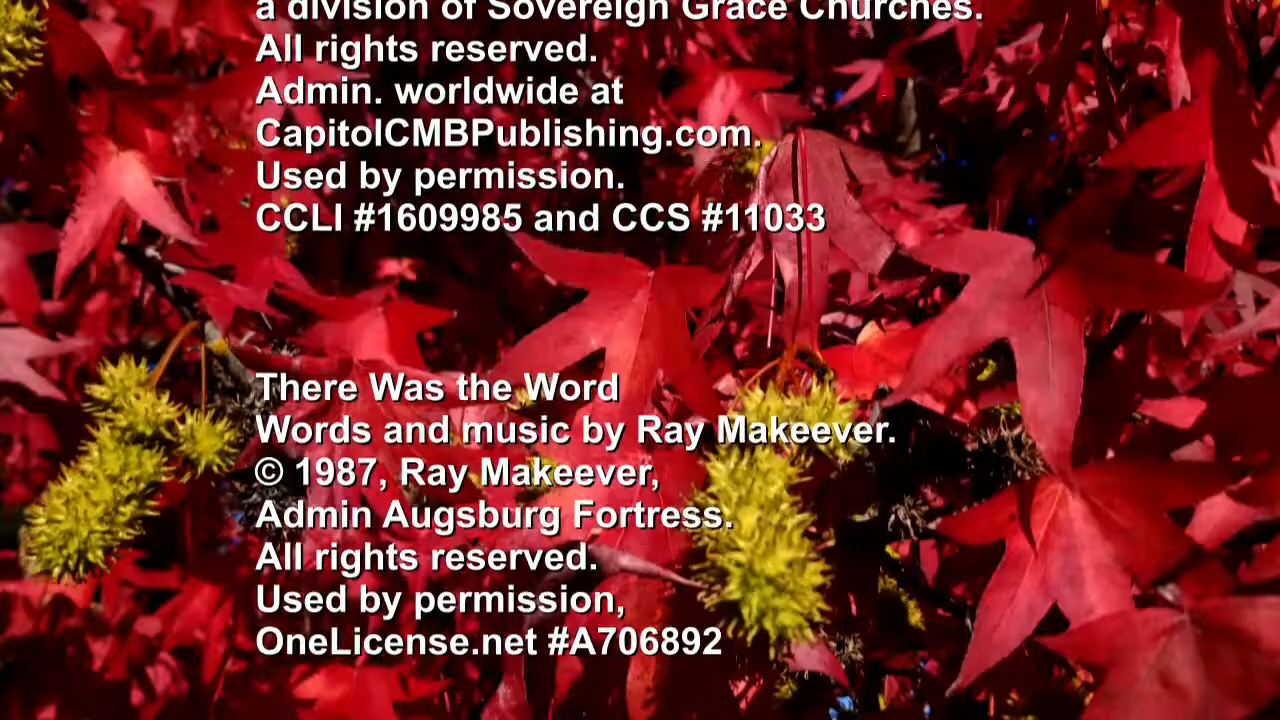 a division of Sovereign Grace Churches.
All rights reserved.
Admin. worldwide at
CapitolCMBPublishing.com.
Used by permission.
CCLI #1609985 and CCS #11033
There Was the Word
Words and music by Ray Makeever.
© 1987, Ray Makeever,
Admin Augsburg Fortress.
All rights reserved.
Used by permission,
OneLicense.net #A706892